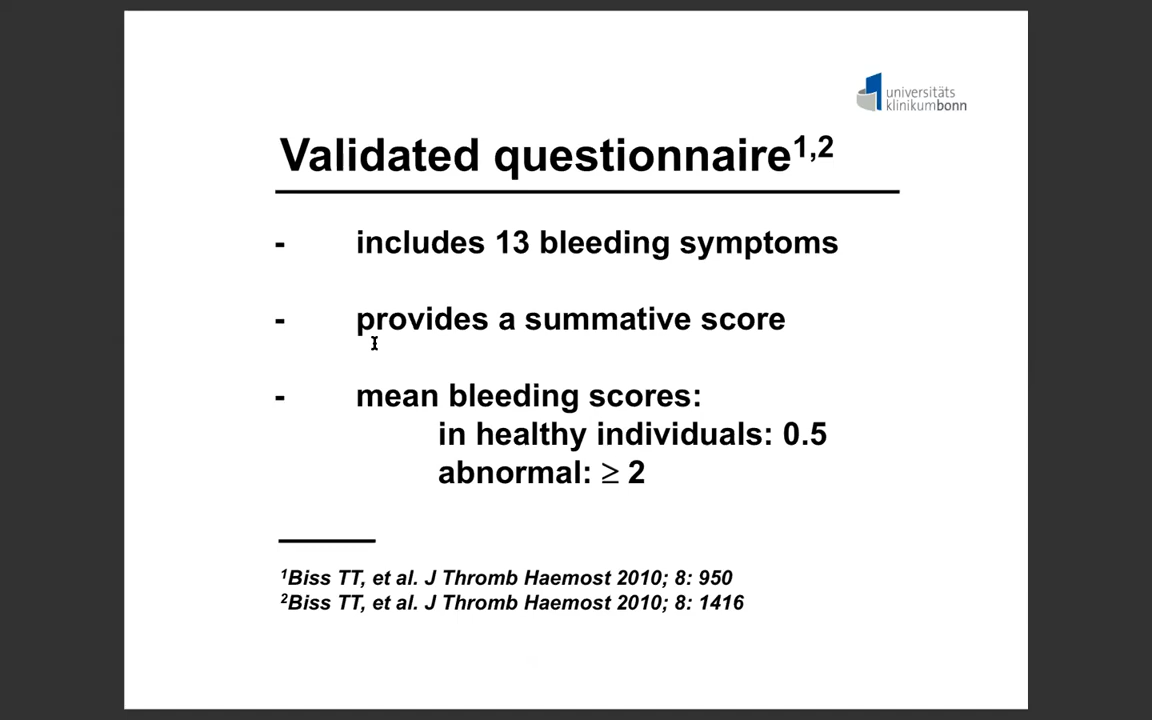 universitäts
klinikumbonn
Validated questionnaire1,2
- includes 13 bleeding symptoms
- provides a summative score
- mean bleeding scores:
in healthy individuals: 0.5
abnormal: ≥ 2
1Biss TT, et al. J Thromb Haemost 2010; 8: 950
2Biss TT, et al. J Thromb Haemost 2010; 8: 1416